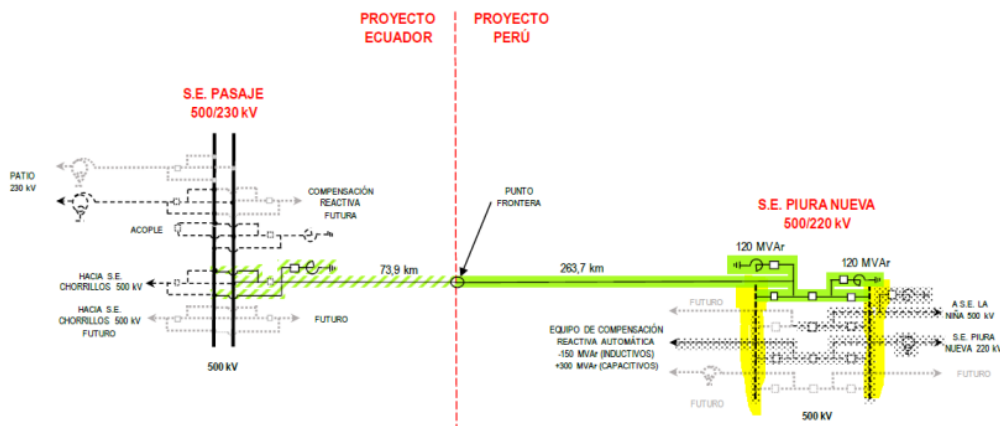 PROYECTO
ECUADOR
PROYECTO
PERÚ
S.E. PASAJE
500/230 kV
PATIO
230 kV
COMPENSACIÓN
REACTIVA
FUTURA
ACOPLE
PUNTO
FRONTERA
S.E. PIURA NUEVA
500/220 kV
120 MVAr
120 MVAr
73,9 km
263,7 km
HACIA S.E.
CHORRILLOS 500 kV
HACIA S.E.
CHORRILLOS 500 kV
FUTURO
FUTURO
500 kV
FUTURO
A S.E. LA
NIÑA 500 kV
EQUIPO DE COMPENSACIÓN
REACTIVA AUTOMÁTICA
-150 MVAr (INDUCTIVOS)
+300 MVAr (CAPACITIVOS)
S.E. PIURA
NUEVA 220 kV
FUTURO
FUTURO
500 kV